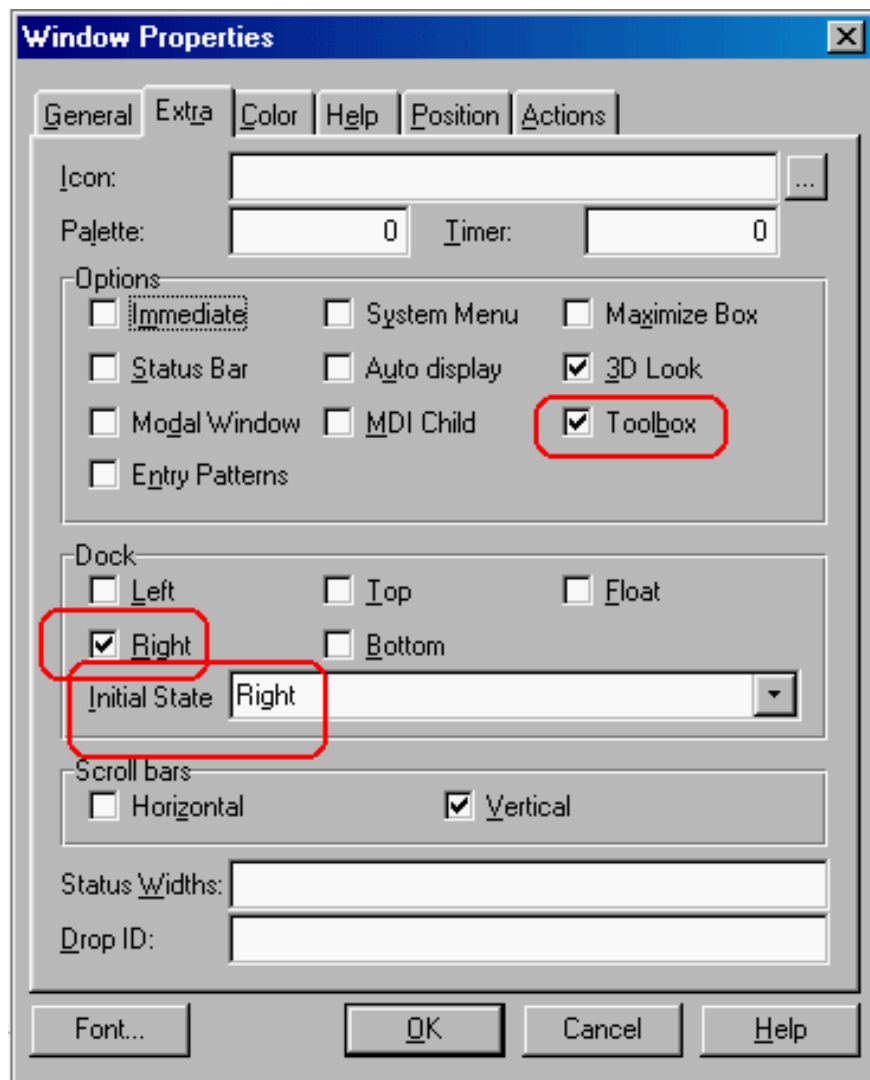 Window Properties
General Extra Color Help Position Actions
Icon: ...
Palette: 0 Timer: 0
Options
Immediate System Menu Maximize Box
Status Bar Auto display 3D Look
Modal Window MDI Child Toolbox
Entry Patterns
Dock
Left Top Float
Right Bottom
Initial State Right
Scroll bars
Horizontal Vertical
Status Widths:
Drop ID:
Font... OK Cancel Help